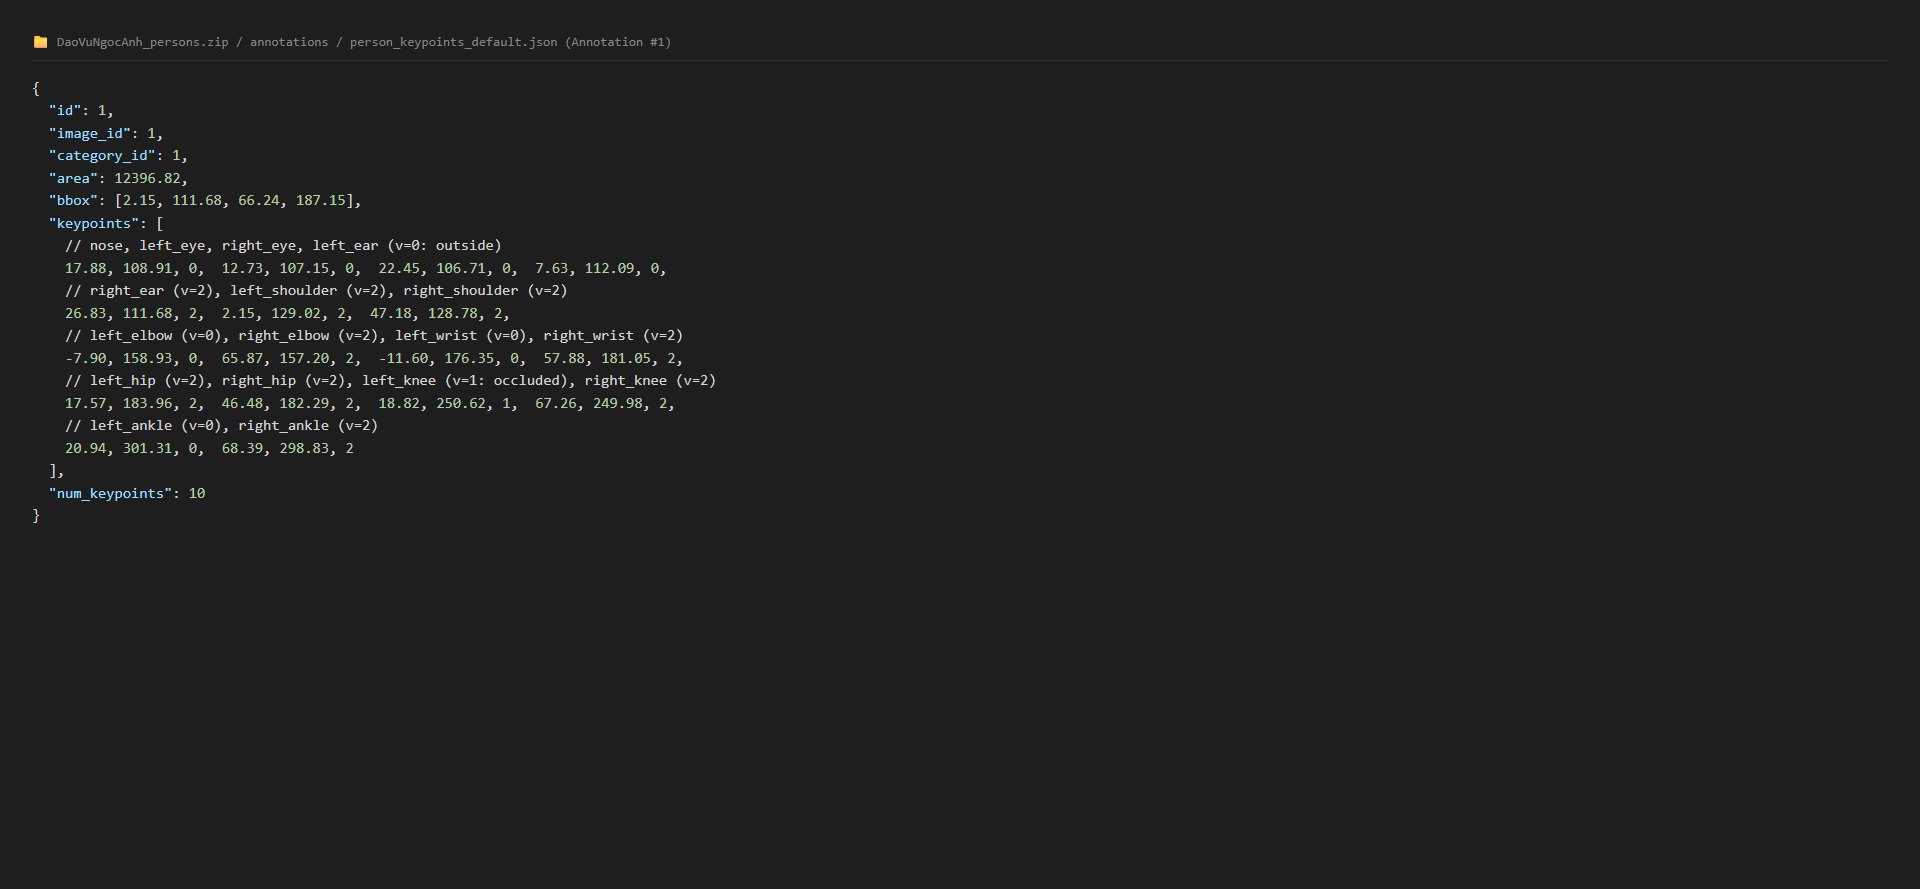 DaoVuNgocAnh_persons.zip / annotations / person_keypoints_default.json (Annotation #1)
{
  "id": 1,
  "image_id": 1,
  "category_id": 1,
  "area": 12396.82,
  "bbox": [2.15, 111.68, 66.24, 187.15],
  "keypoints": [
    // nose, left_eye, right_eye, left_ear (v=0: outside)
    17.88, 108.91, 0,  12.73, 107.15, 0,  22.45, 106.71, 0,  7.63, 112.09, 0,
    // right_ear (v=2), left_shoulder (v=2), right_shoulder (v=2)
    26.83, 111.68, 2,  2.15, 129.02, 2,  47.18, 128.78, 2,
    // left_elbow (v=0), right_elbow (v=2), left_wrist (v=0), right_wrist (v=2)
    -7.90, 158.93, 0,  65.87, 157.20, 2,  -11.60, 176.35, 0,  57.88, 181.05, 2,
    // left_hip (v=2), right_hip (v=2), left_knee (v=1: occluded), right_knee (v=2)
    17.57, 183.96, 2,  46.48, 182.29, 2,  18.82, 250.62, 1,  67.26, 249.98, 2,
    // left_ankle (v=0), right_ankle (v=2)
    20.94, 301.31, 0,  68.39, 298.83, 2
  ],
  "num_keypoints": 10
}